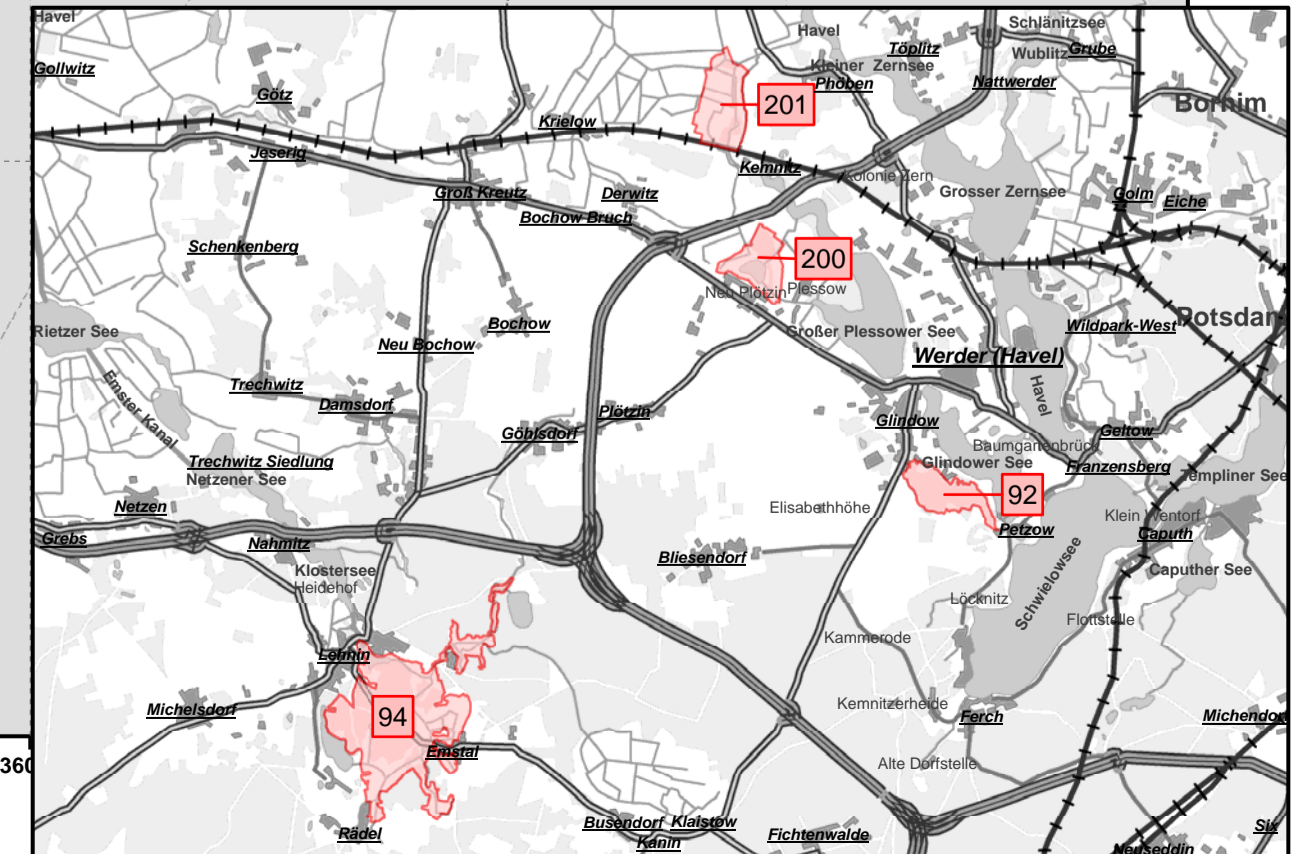 Havel
Schlänitzsee
Havel
Töplitz
Wublitz
Grube
Gollwitz
Kleiner Zernsee
Phöben
Nattwerder
Götz
201
Bornim
Krielow
Jeserig
Kemnitz
Kolonie Zern
Groß Kreutz
Derwitz
Grosser Zernsee
Golm
Eiche
Bochow Bruch
Schenkenberg
200
Neu Plötzin
Plessow
Potsdam
Rietzer See
Bochow
Großer Plessower See
Wildpark-West
Neu Bochow
Werder (Havel)
Trechwitz
Havel
Emster Kanal
Damsdorf
Plötzin
Glindow
Göhlsdorf
Geltow
Baumgartenbrück
Trechwitz Siedlung
Glindower See
Franzensberg
Netzener See
Templiner See
92
Netzen
Elisabethhöhe
Klein Wentorf
Petzow
Caputh
Grebs
Nahmitz
Bliesendorf
Klostersee
Heidehof
Caputher See
Schwielowsee
Löcknitz
Flottstelle
Kammerode
Lehnin
Kemnitzerheide
Michelsdorf
94
Ferch
Michendorf
Emstal
360
Alte Dorfstelle
Busendorf
Klaistow
Rädel
Fichtenwalde
Six
Kanin
Neuseddin